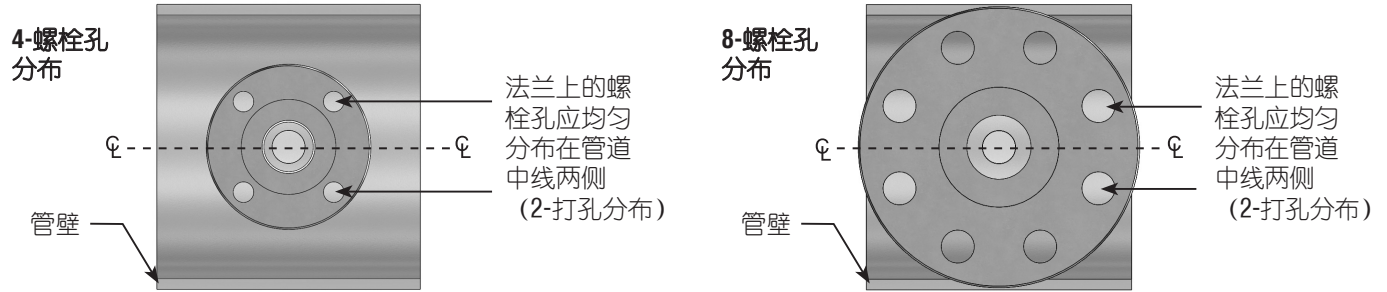 4-螺栓孔
分布
法兰上的螺
栓孔应均匀
分布在管道
中线两侧
（2-打孔分布）
℄
℄
管壁
8-螺栓孔
分布
法兰上的螺
栓孔应均匀
分布在管道
中线两侧
（2-打孔分布）
℄
℄
管壁